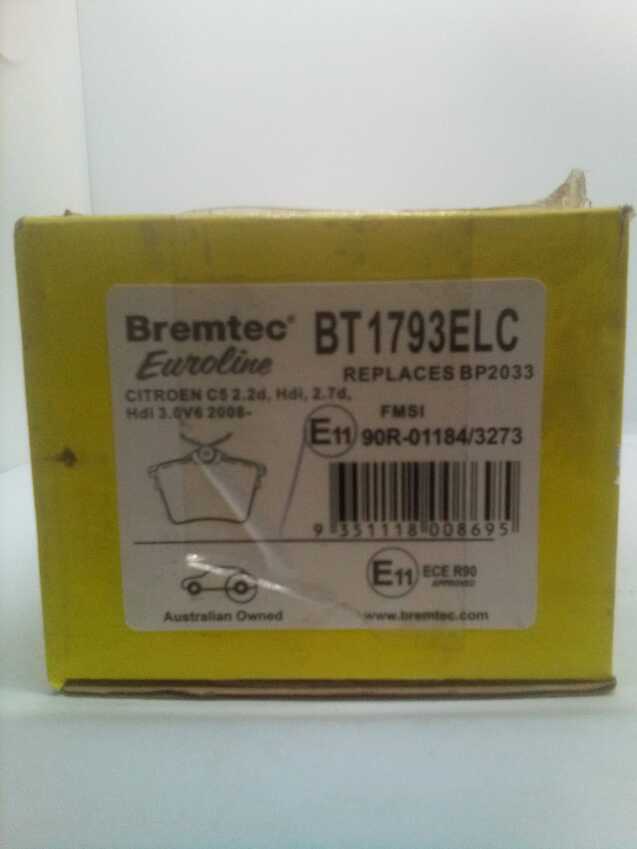 Bremtec®
Euroline
BT1793ELC
REPLACES BP2033
CITROEN C5 2.2d, Hdi, 2.7d,
Hdi 3.0V6 2008-
FMSI
E11 90R-01184/3273
9 351118 008695
E11 ECE R90
APPROVED
Australian Owned
www.bremtec.com